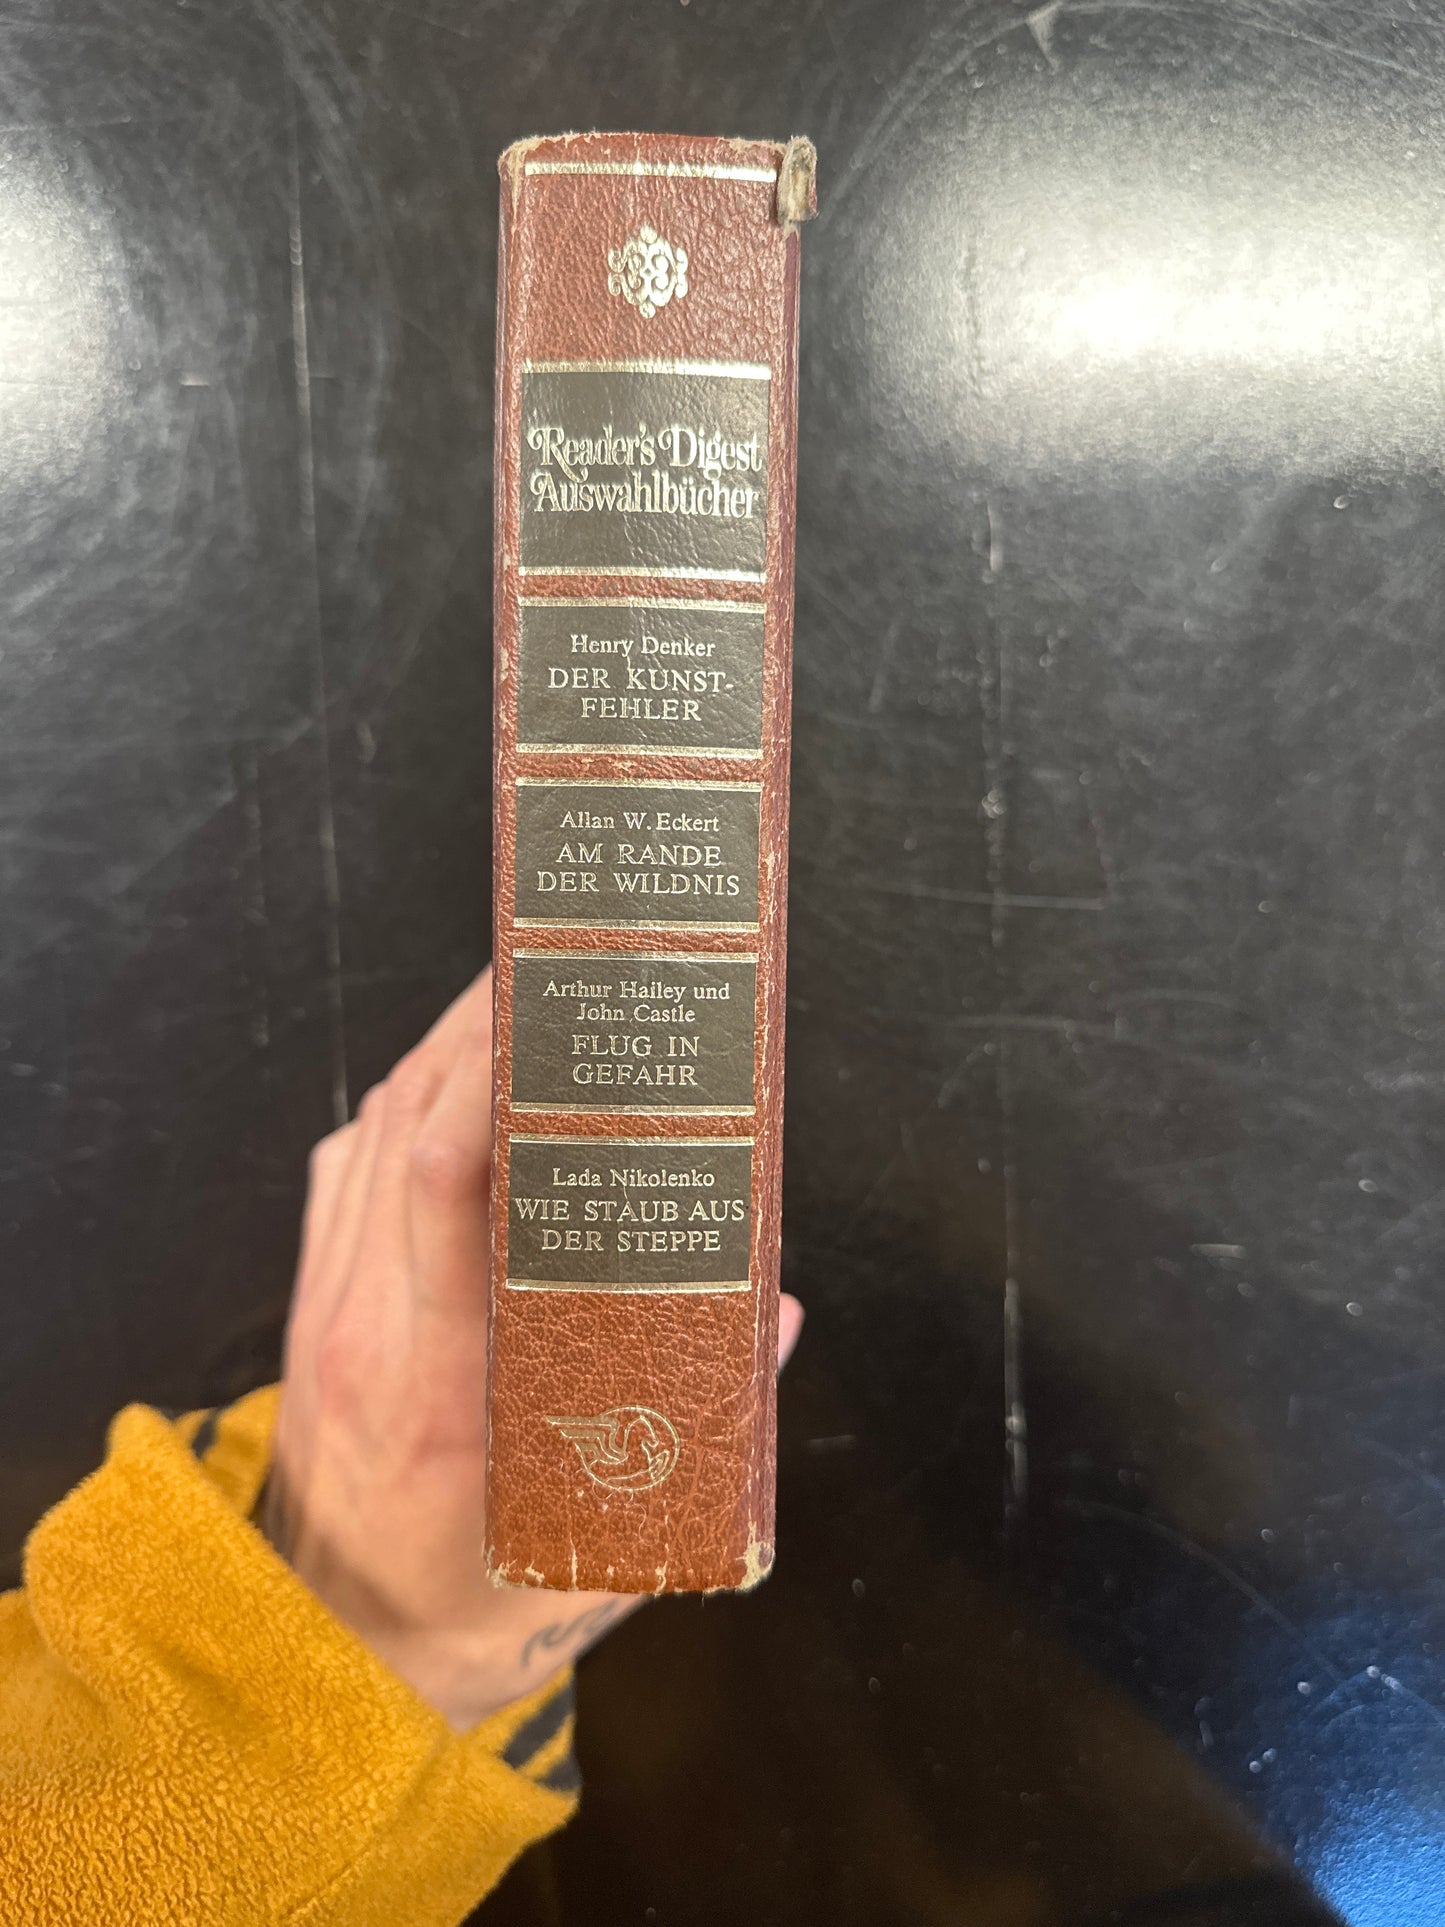 Reader's Digest
Auswahlbücher
Henry Denker
DER KUNST-
FEHLER
Allan W. Eckert
AM RANDE
DER WILDNIS
Arthur Hailey und
John Castle
FLUG IN
GEFAHR
Lada Nikolenko
WIE STAUB AUS
DER STEPPE